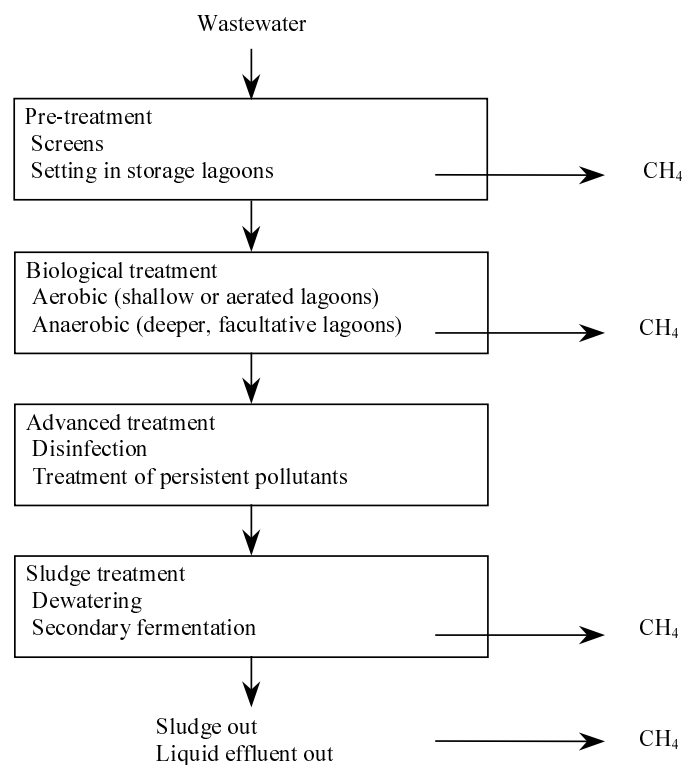 Wastewater
Pre-treatment
Screens
Setting in storage lagoons
CH₄
Biological treatment
Aerobic (shallow or aerated lagoons)
Anaerobic (deeper, facultative lagoons)
CH₄
Advanced treatment
Disinfection
Treatment of persistent pollutants
Sludge treatment
Dewatering
Secondary fermentation
CH₄
Sludge out
Liquid effluent out
CH₄